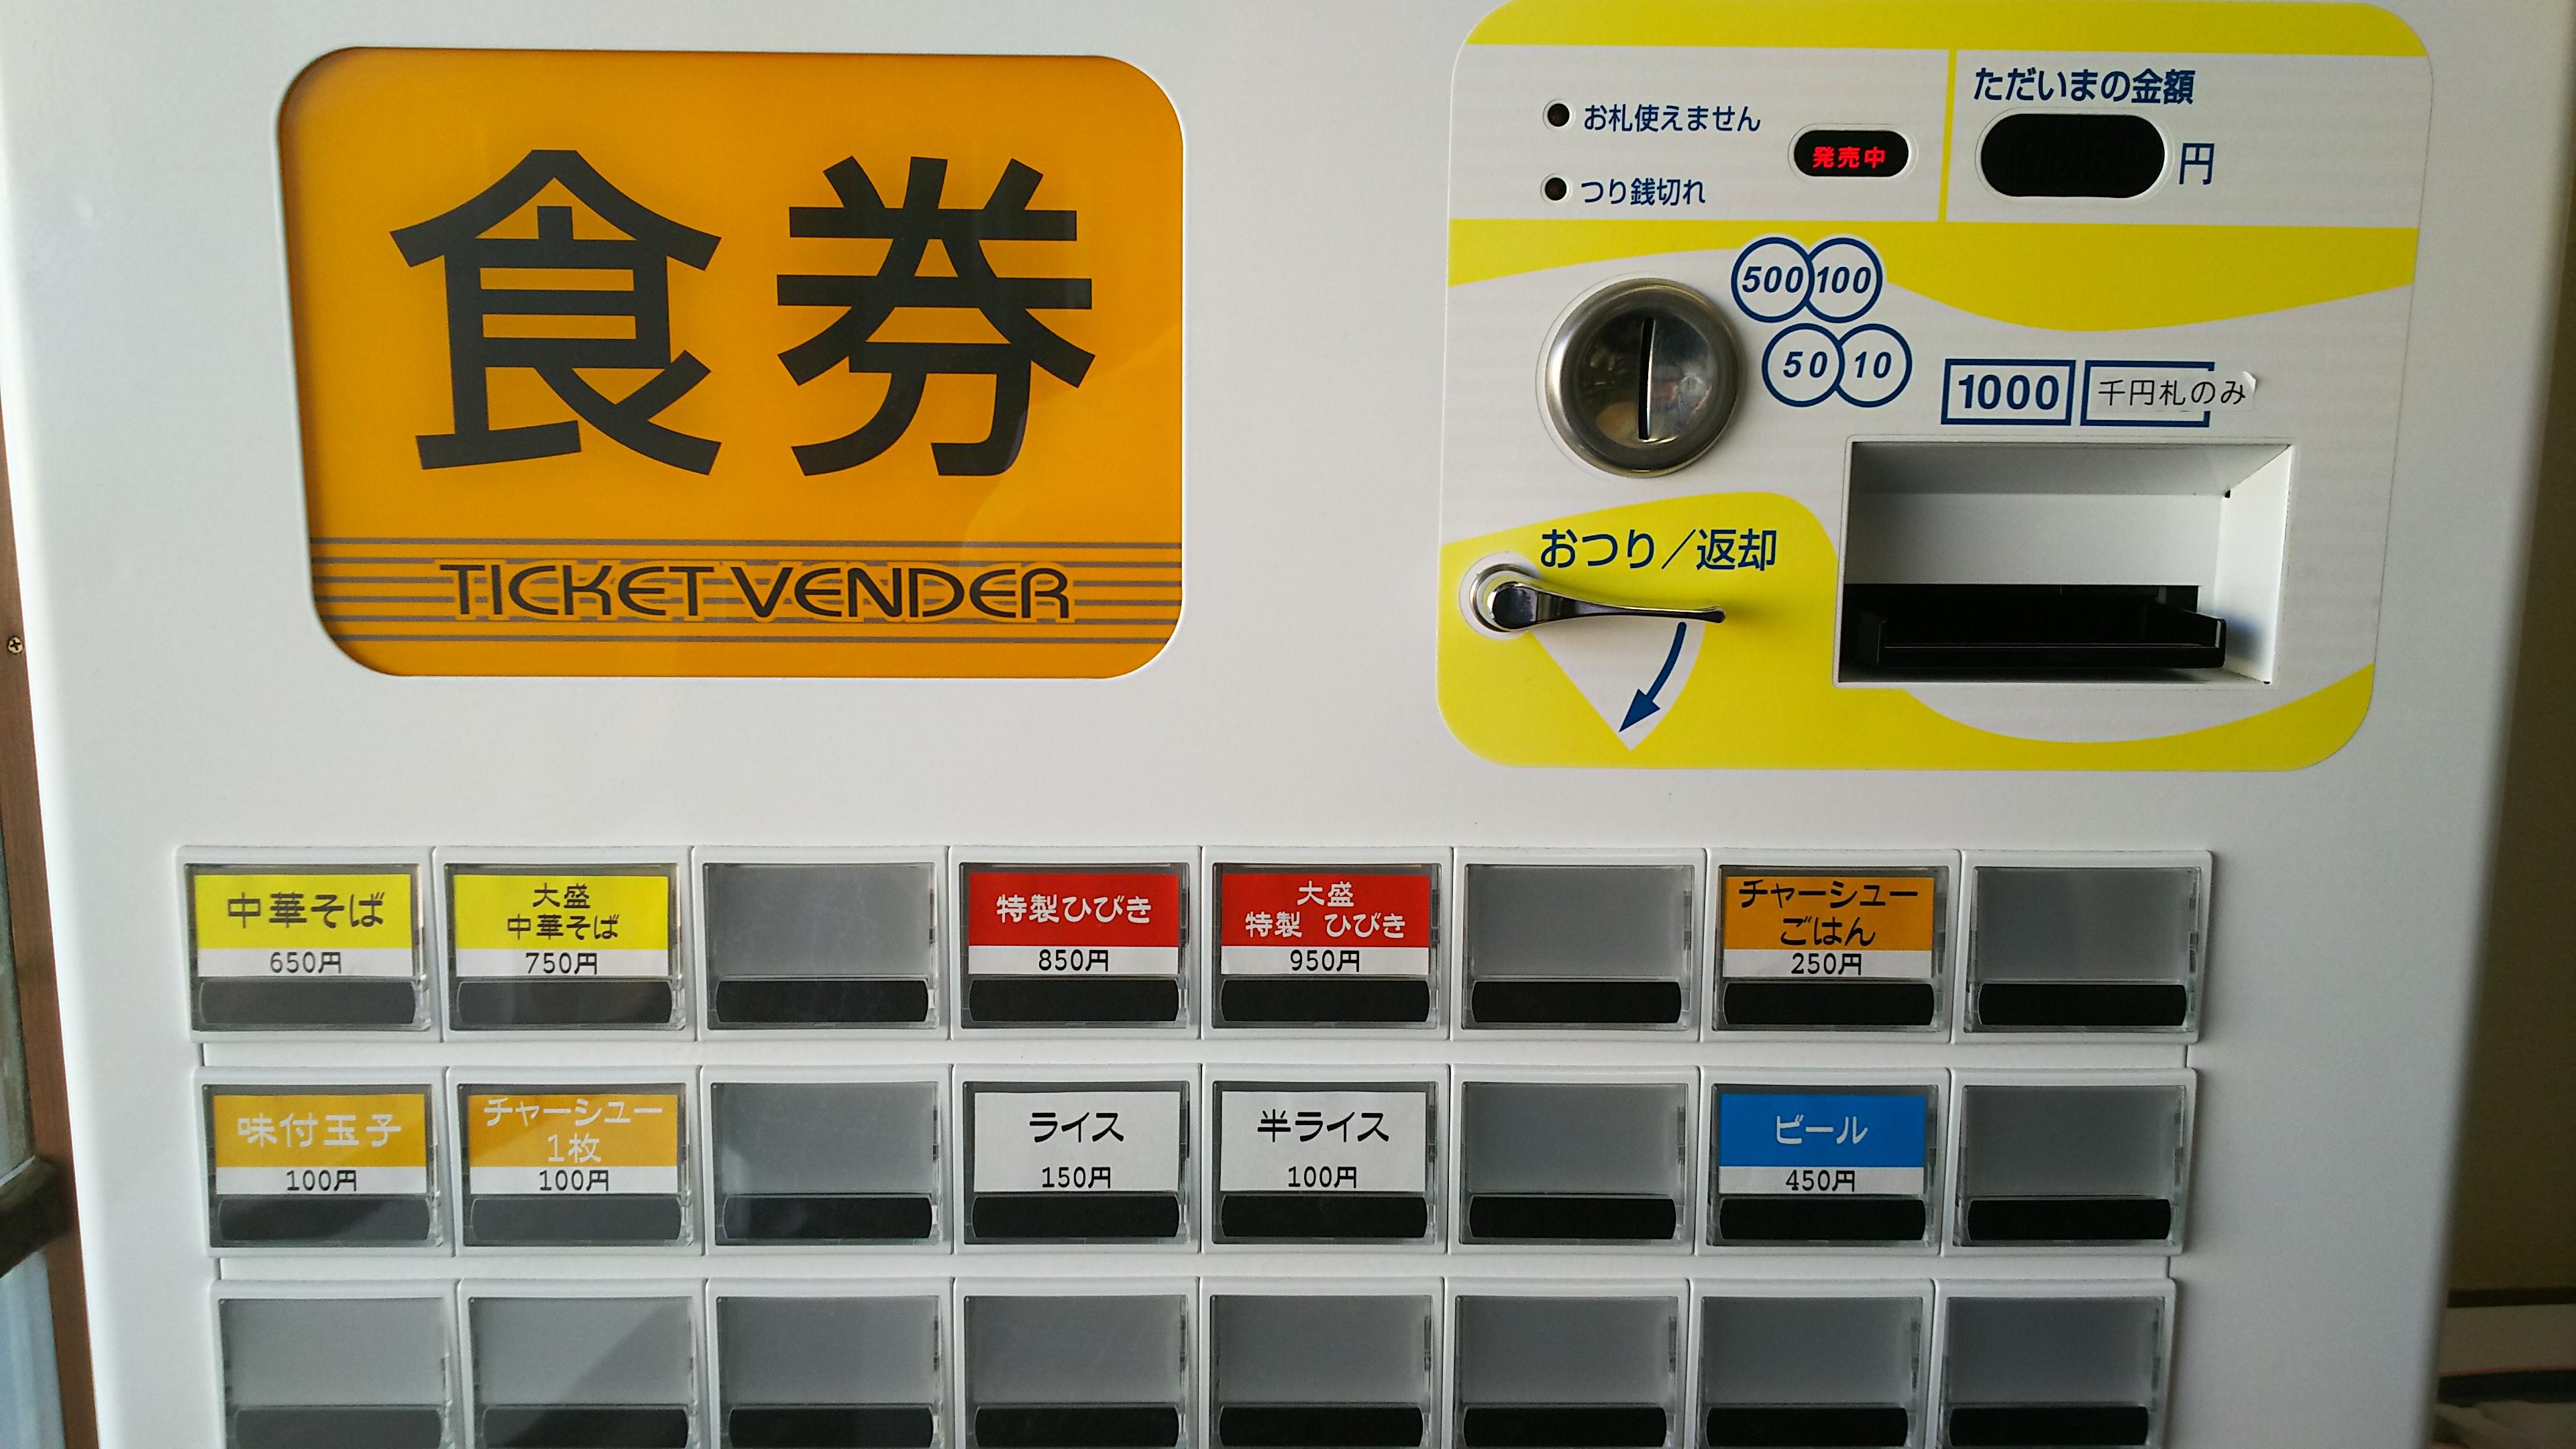 食券
TICKET VENDER
お札使えません
つり銭切れ
発売中
ただいまの金額
円
500 100
50 10
1000 千円札のみ
おつり／返却
中華そば
650円
大盛
中華そば
750円
特製ひびき
850円
大盛
特製 ひびき
950円
チャーシュー
ごはん
250円
味付玉子
100円
チャーシュー
1枚
100円
ライス
150円
半ライス
100円
ビール
450円